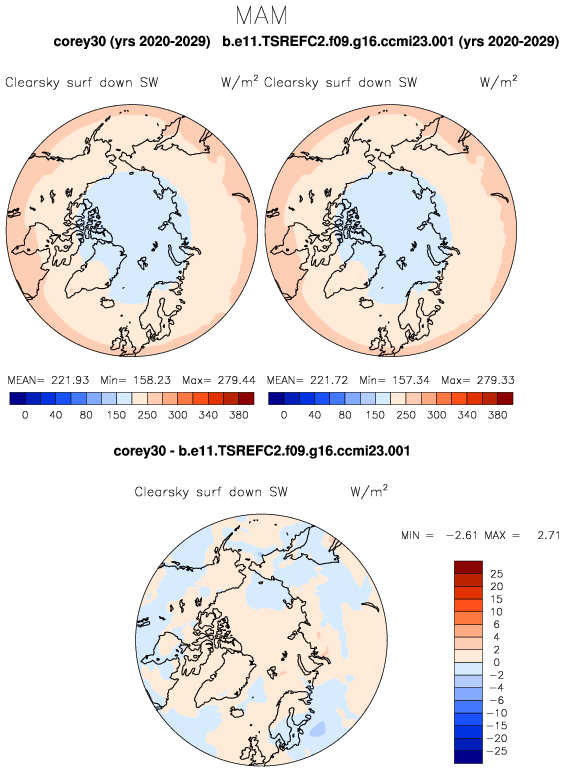 MAM
corey30 (yrs 2020-2029) b.e11.TSREFC2.f09.g16.ccmi23.001 (yrs 2020-2029)
Clearsky surf down SW W/m² Clearsky surf down SW W/m²
MEAN= 221.93 Min= 158.23 Max= 279.44 MEAN= 221.72 Min= 157.34 Max= 279.33
0 40 80 150 250 300 340 380 0 40 80 150 250 300 340 380
corey30 - b.e11.TSREFC2.f09.g16.ccmi23.001
Clearsky surf down SW W/m²
MIN = -2.61 MAX = 2.71
25
20
15
10
6
4
2
0
-2
-4
-6
-10
-15
-20
-25